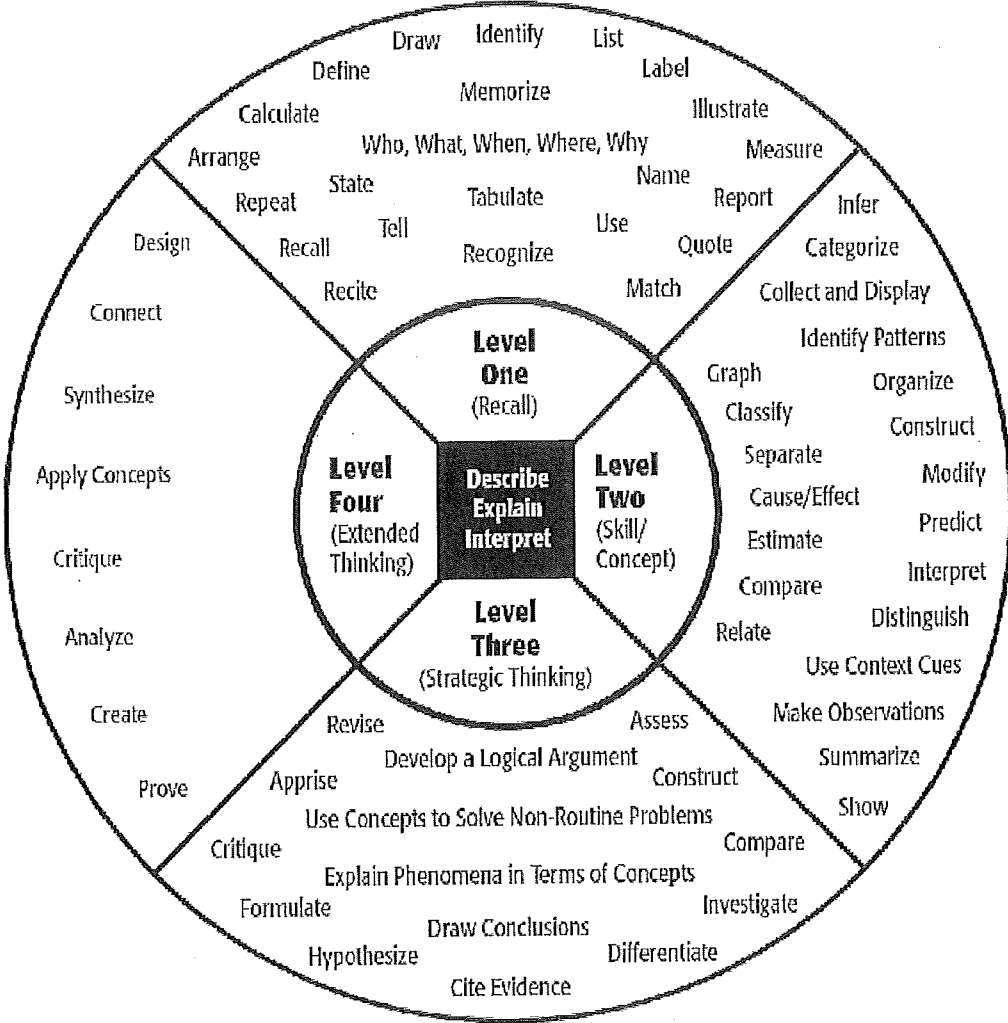 Draw
Identify
List
Define
Label
Memorize
Calculate
Illustrate
Who, What, When, Where, Why
Arrange
Measure
State
Name
Repeat
Tabulate
Report
Tell
Use
Recall
Recognize
Quote
Recite
Match
Level
One
(Recall)
Infer
Categorize
Collect and Display
Identify Patterns
Graph
Organize
Classify
Construct
Separate
Modify
Cause/Effect
Predict
Estimate
Interpret
Compare
Distinguish
Relate
Use Context Cues
Make Observations
Summarize
Show
Level
Two
(Skill/
Concept)
Describe
Explain
Interpret
Level
Three
(Strategic Thinking)
Revise
Assess
Develop a Logical Argument
Apprise
Construct
Use Concepts to Solve Non-Routine Problems
Critique
Compare
Explain Phenomena in Terms of Concepts
Formulate
Investigate
Draw Conclusions
Hypothesize
Differentiate
Cite Evidence
Level
Four
(Extended
Thinking)
Design
Connect
Synthesize
Apply Concepts
Critique
Analyze
Create
Prove